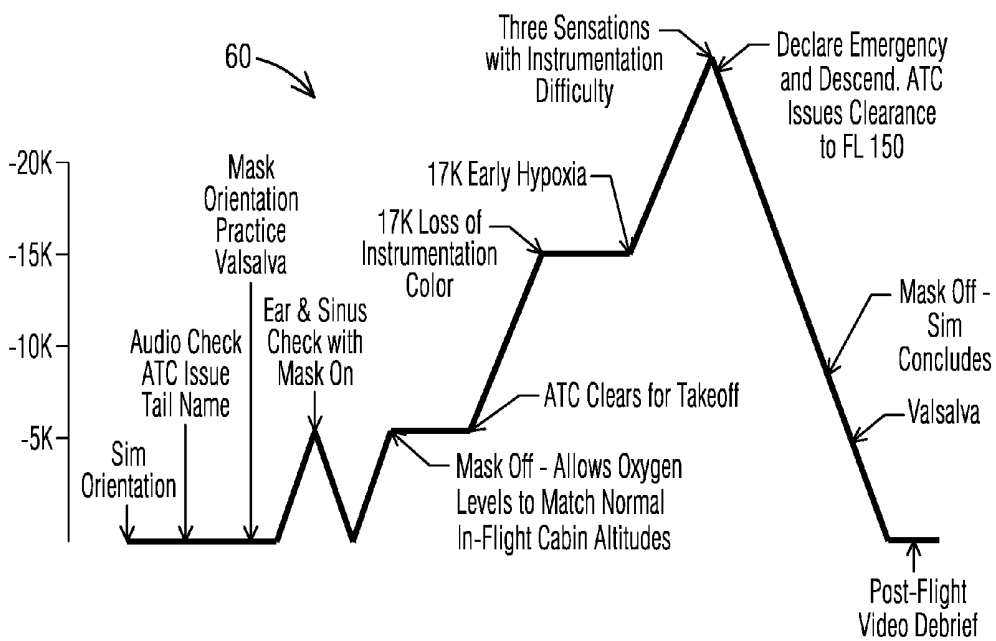 60
Three Sensations
with Instrumentation
Difficulty
Declare Emergency
and Descend. ATC
Issues Clearance
to FL 150
-20K
-15K
-10K
-5K
Mask
Orientation
Practice
Valsalva
17K Early Hypoxia
17K Loss of
Instrumentation
Color
Ear & Sinus
Check with
Mask On
Audio Check
ATC Issue
Tail Name
Sim
Orientation
ATC Clears for Takeoff
Mask Off - Allows Oxygen
Levels to Match Normal
In-Flight Cabin Altitudes
Mask Off -
Sim
Concludes
Valsalva
Post-Flight
Video Debrief